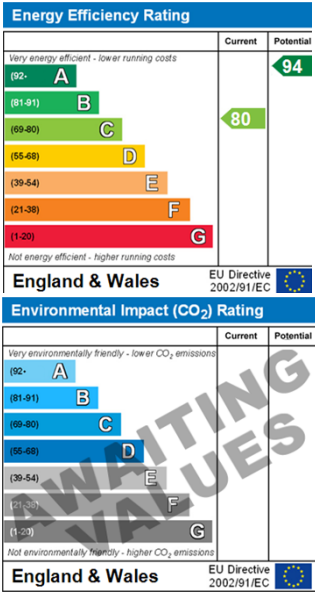 Energy Efficiency Rating
Current Potential
Very energy efficient - lower running costs
(92- A
94
(81-91) B
(69-80) C
80
(55-68) D
(39-54) E
(21-38) F
(1-20) G
Not energy efficient - higher running costs
England & Wales
EU Directive
2002/91/EC
Environmental Impact (CO2) Rating
Current Potential
Very environmentally friendly - lower CO2 emissions
(92- A
(81-91) B
(69-80) C
(55-68) D
(39-54) E
(21-38) F
(1-20) G
AWAITING
VALUES
Not environmentally friendly - higher CO2 emissions
England & Wales
EU Directive
2002/91/EC